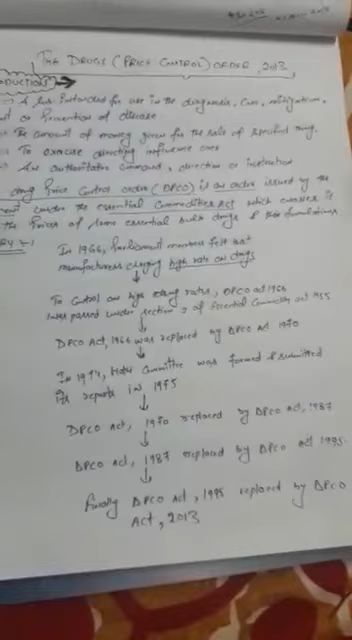 THE DRUGS (PRICE CONTROL) ORDER, 2013
DUCTION
→ A intended for use in the diagnosis, Cure, mitigation,
nt or Prevention of disease
→ The amount of money given for the sale of specified thing.
→ To exercise directing influence over
→ An authoritative command, direction or instruction
drug Price Control order (DPCO) is an order issued by the
ment under the essential Commodities Act which enables it
the Prices of some essential bulk drugs & their formulations
In 1966, Parliament members felt that
manufacturers charging high rate on drugs
↓
To Control on high rates, DPCO act
was passed under section 3 of Essential Commodities act 1955
↓
DPCO Act, 1966 was replaced by DPCO Act 1970
↓
In 1974, Hathi Committee was formed & submitted
its reports in 1975
↓
DPCO Act, 1970 replaced by DPCO Act, 1987
↓
DPCO Act, 1987 replaced by DPCO Act 1995
↓
Finally DPCO Act, 1995 replaced by DPCO
Act, 2013